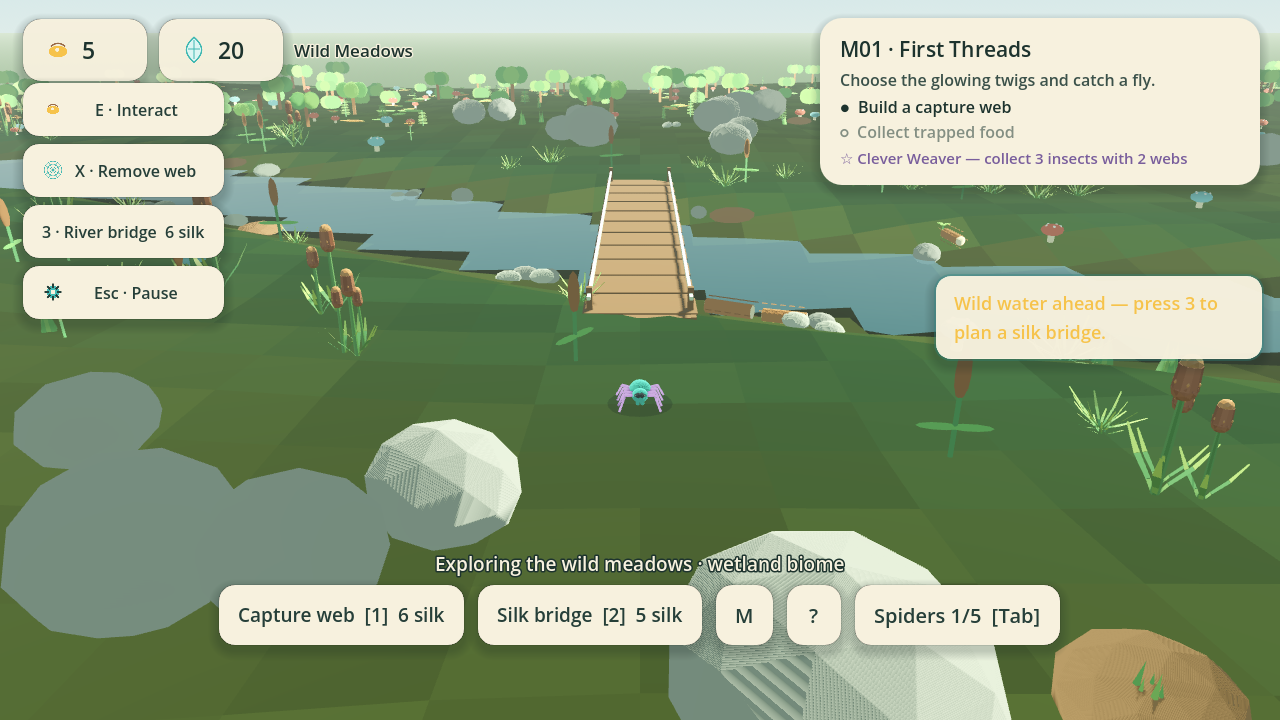 5
20
Wild Meadows
E · Interact
X · Remove web
3 · River bridge 6 silk
Esc · Pause
M01 · First Threads
Choose the glowing twigs and catch a fly.
Build a capture web
Collect trapped food
☆ Clever Weaver — collect 3 insects with 2 webs
Wild water ahead — press 3 to
plan a silk bridge.
Exploring the wild meadows · wetland biome
Capture web [1] 6 silk
Silk bridge [2] 5 silk
M
?
Spiders 1/5 [Tab]